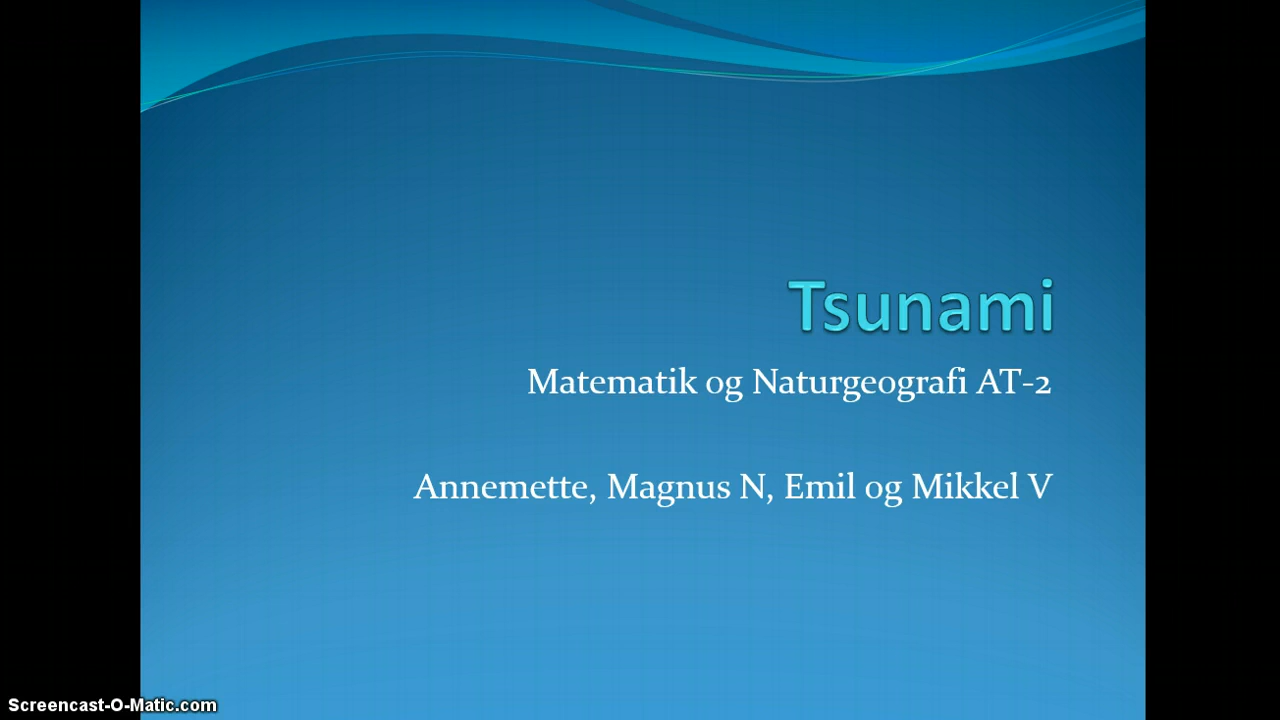 Tsunami
Matematik og Naturgeografi AT-2
Annemette, Magnus N, Emil og Mikkel V
Screencast-O-Matic.com